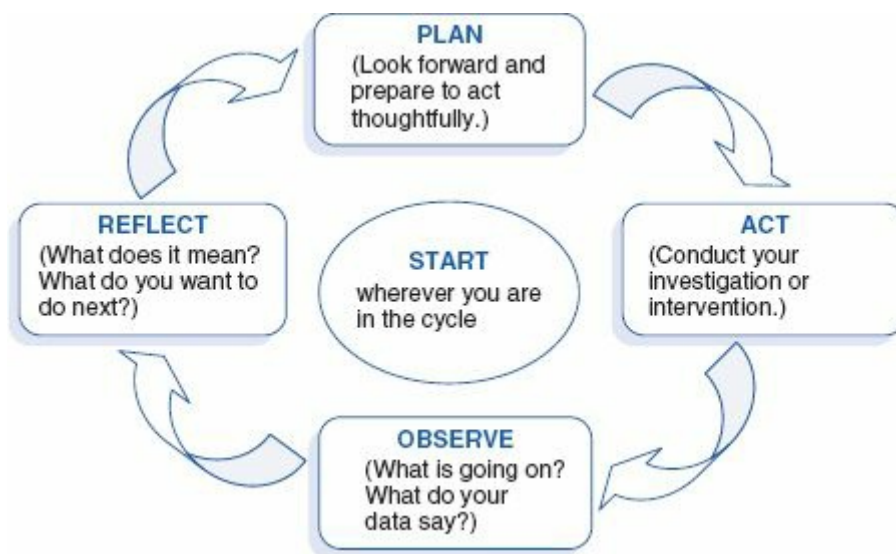 PLAN
(Look forward and
prepare to act
thoughtfully.)
REFLECT
(What does it mean?
What do you want to
do next?)
START
wherever you are
in the cycle
ACT
(Conduct your
investigation or
intervention.)
OBSERVE
(What is going on?
What do your
data say?)